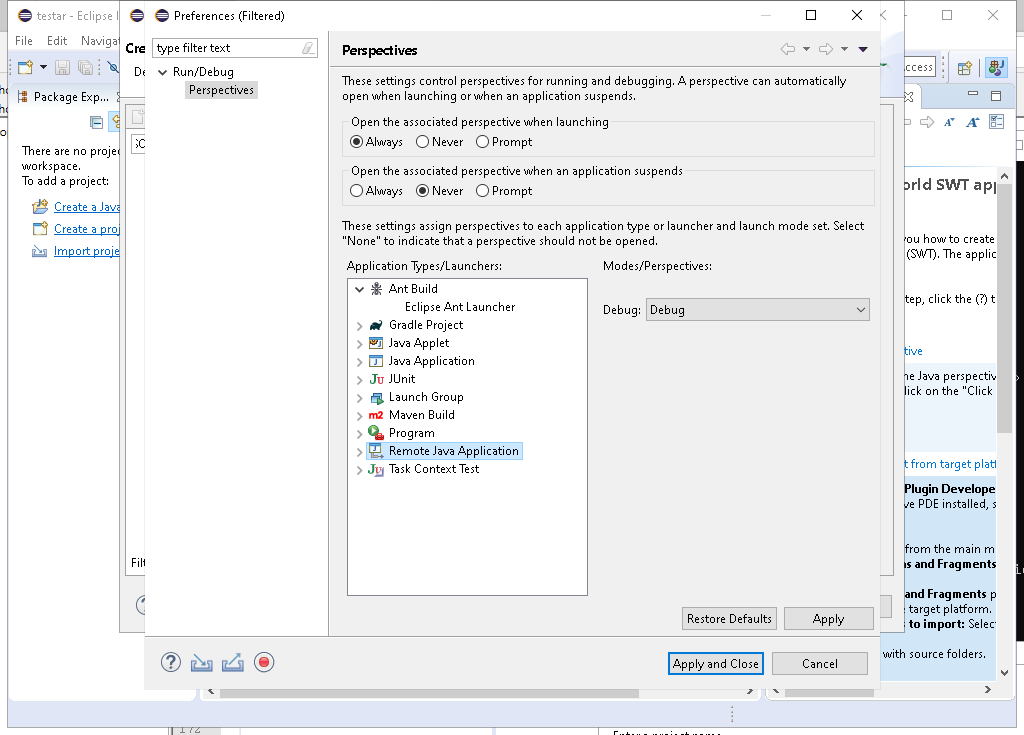 testar - Eclipse I
File Edit Naviga
Package Exp...
There are no proje
workspace.
To add a project:
Create a Java
Create a proj
Import proje
Cre
De
Filt
Preferences (Filtered)
type filter text
Run/Debug
Perspectives
Perspectives
These settings control perspectives for running and debugging. A perspective can automatically
open when launching or when an application suspends.
Open the associated perspective when launching
Always Never Prompt
Open the associated perspective when an application suspends
Always Never Prompt
These settings assign perspectives to each application type or launcher and launch mode set. Select
"None" to indicate that a perspective should not be opened.
Application Types/Launchers:
Ant Build
Eclipse Ant Launcher
Gradle Project
Java Applet
Java Application
JUnit
Launch Group
Maven Build
Program
Remote Java Application
Task Context Test
Modes/Perspectives:
Debug: Debug
Restore Defaults Apply
Apply and Close Cancel
ccess
orld SWT app
you how to create
(SWT). The applic
tep, click the (?) t
tive
he Java perspectiv
lick on the "Click
t from target platf
Plugin Develope
ve PDE installed, s
from the main m
s and Fragments
and Fragments p
target platform.
s to import: Selec
with source folders.
172
Enter a project name